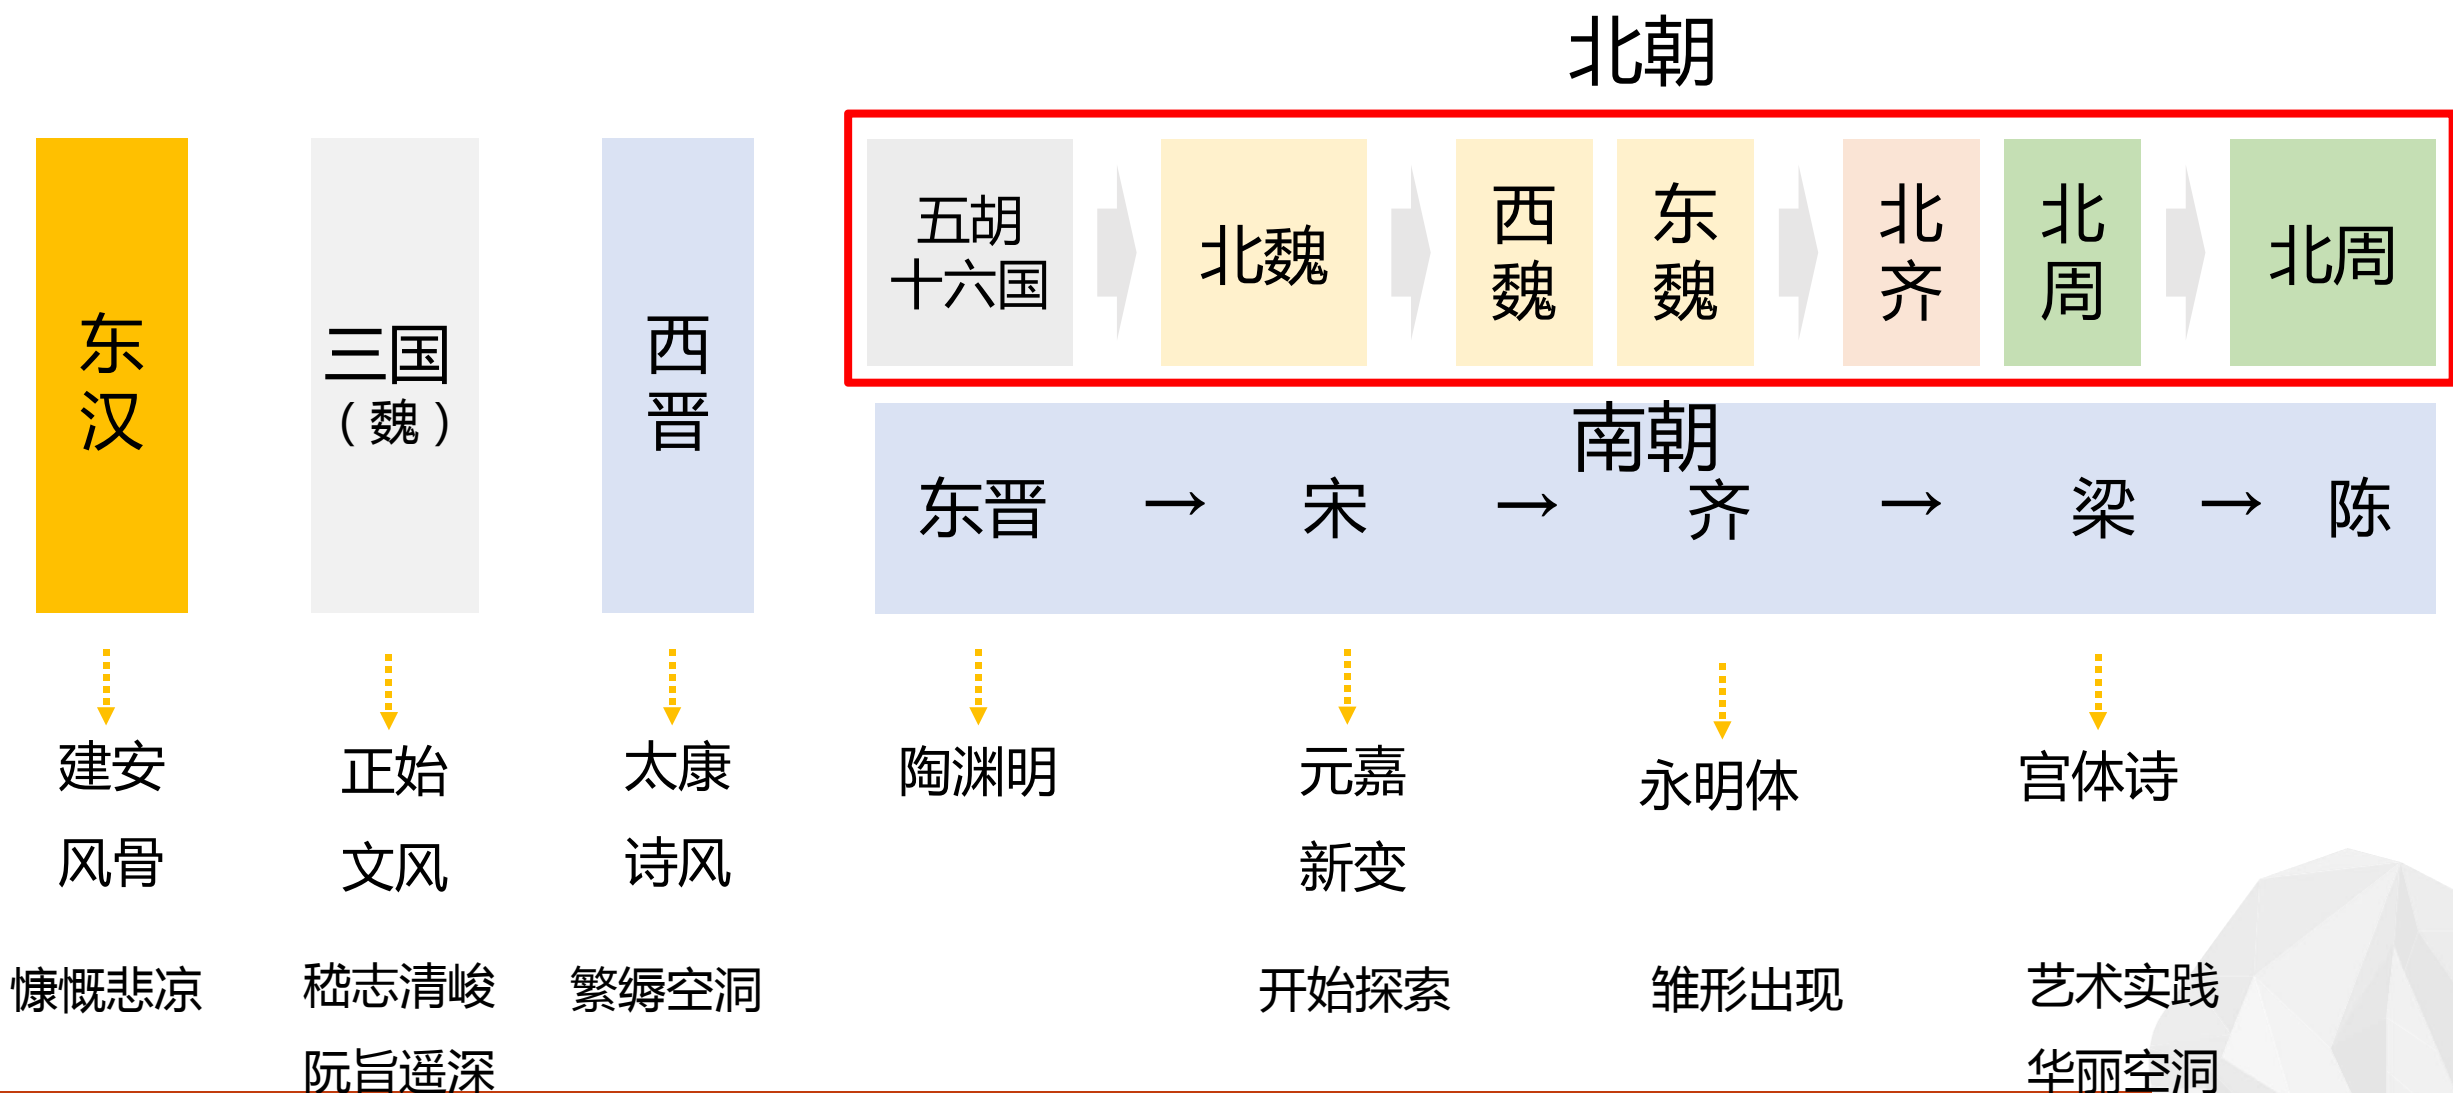 北朝
东汉
三国
（魏）
西晋
五胡
十六国
北魏
西魏
东魏
北齐
北周
北周
南朝
东晋 → 宋 → 齐 → 梁 → 陈
建安
风骨
慷慨悲凉
正始
文风
嵇志清峻
阮旨遥深
太康
诗风
繁缛空洞
陶渊明
元嘉
新变
开始探索
永明体
雏形出现
宫体诗
艺术实践
华丽空洞